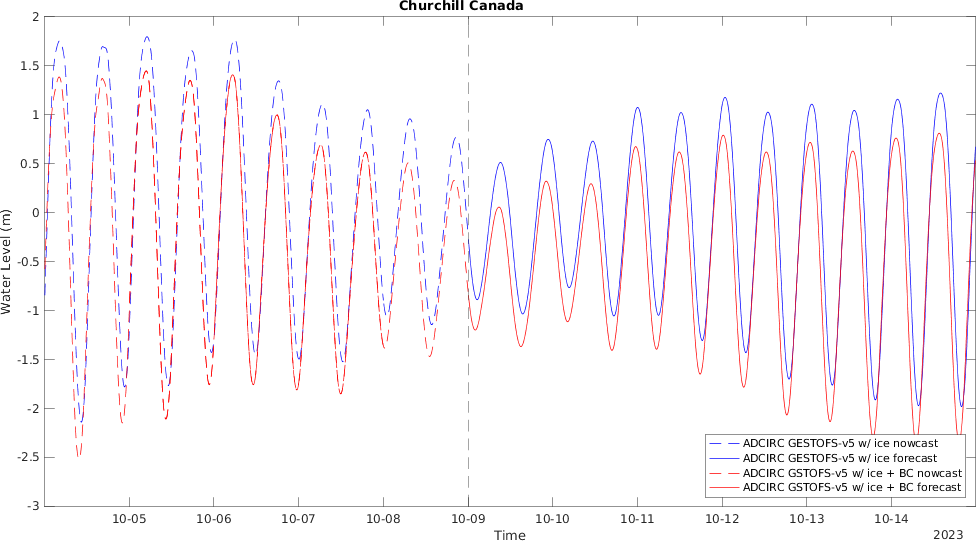 Churchill Canada
2
1.5
1
0.5
0
-0.5
-1
-1.5
-2
-2.5
-3
Water Level (m)
10-05 10-06 10-07 10-08 10-09 10-10 10-11 10-12 10-13 10-14
Time
2023
ADCIRC GESTOFS-v5 w/ ice nowcast
ADCIRC GESTOFS-v5 w/ ice forecast
ADCIRC GSTOFS-v5 w/ ice + BC nowcast
ADCIRC GSTOFS-v5 w/ ice + BC forecast